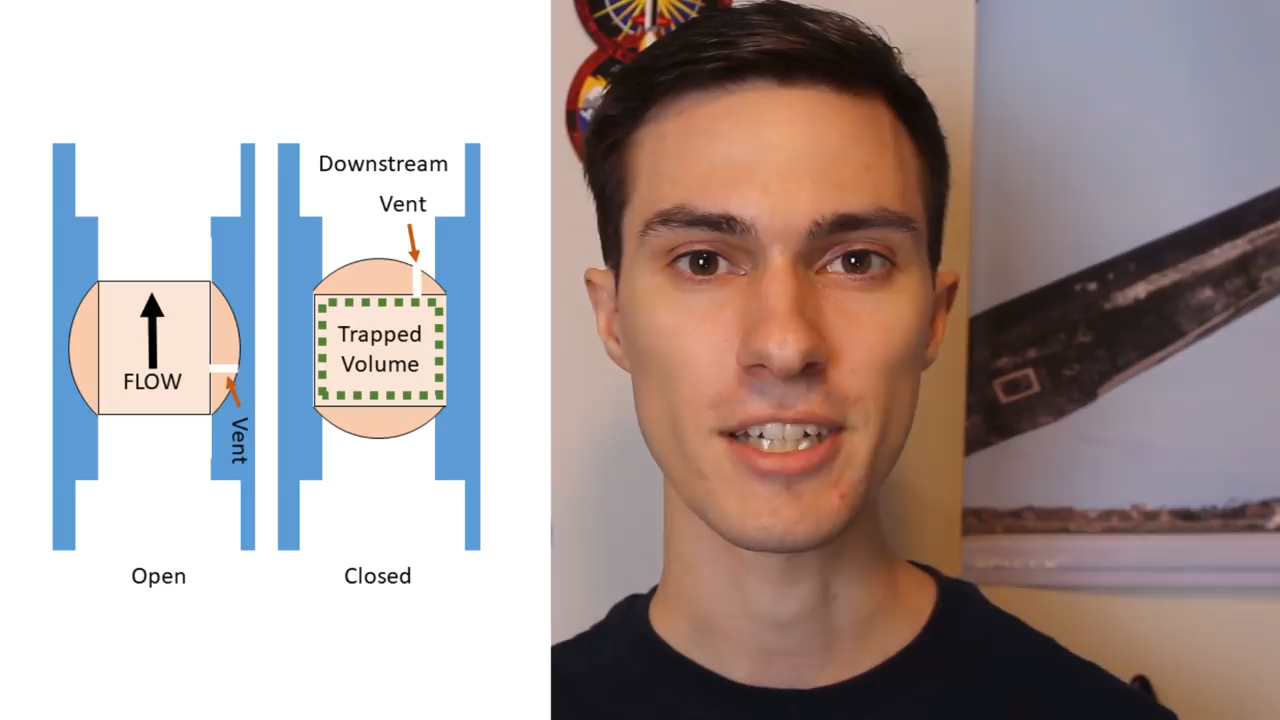 Downstream
Vent
Trapped
Volume
FLOW
Vent
Open
Closed